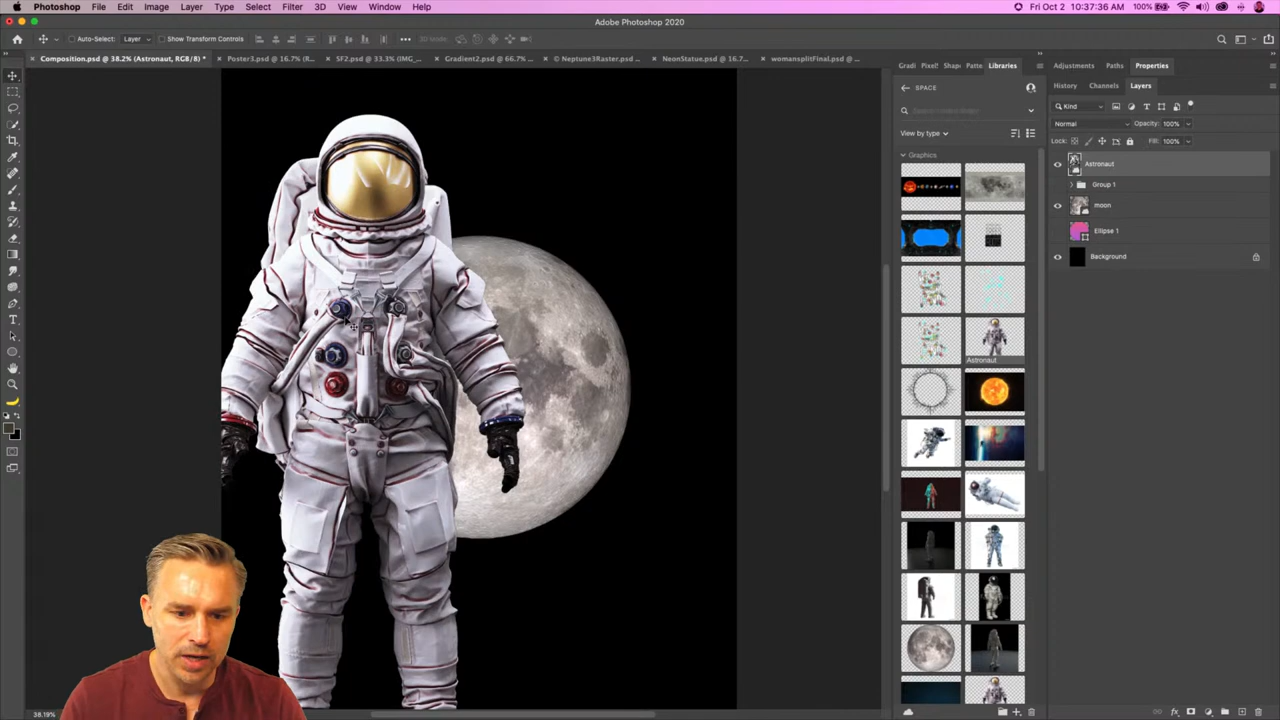 Photoshop File Edit Image Layer Type Select Filter 3D View Window Help
100% Fri Oct 2 10:37:36 AM
Adobe Photoshop 2020
Auto-Select: Layer Show Transform Controls
Composition.psd @ 38.2% (Astronaut, RGB/8) * Poster3.psd @ 16.7% (R... SF2.psd @ 33.3% (IMG_... Gradient2.psd @ 66.7% ... © Neptune3Raster.psd ... NeonStatue.psd @ 16.7... womansplitFinal.psd @ ...
Gradi Pixel Shap Patte Libraries
Adjustments Paths Properties
SPACE
History Channels Layers
Kind
View by type
Normal Opacity: 100%
Lock: Fill: 100%
Graphics
Astronaut
Group 1
moon
Ellipse 1
Background
Astronaut
38.19%